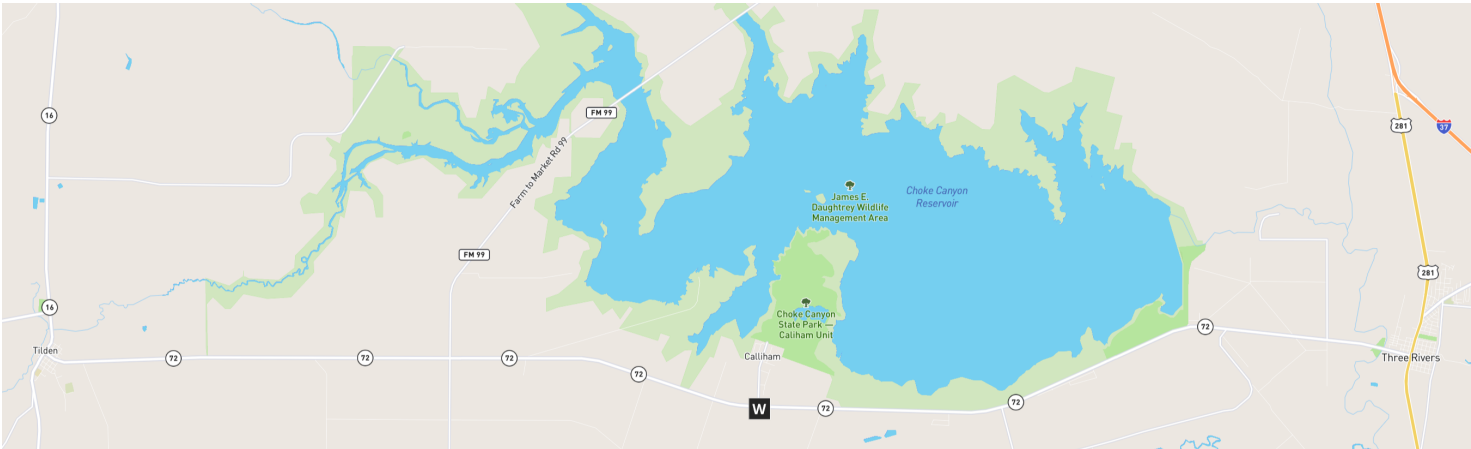 16
FM 99
Farm to Market Rd 99
281
37
James E.
Daughtrey Wildlife
Management Area
Choke Canyon
Reservoir
FM 99
281
16
Choke Canyon
State Park —
Caliham Unit
72
Tilden
72
72
72
72
Calliham
Three Rivers
72
72
W
72